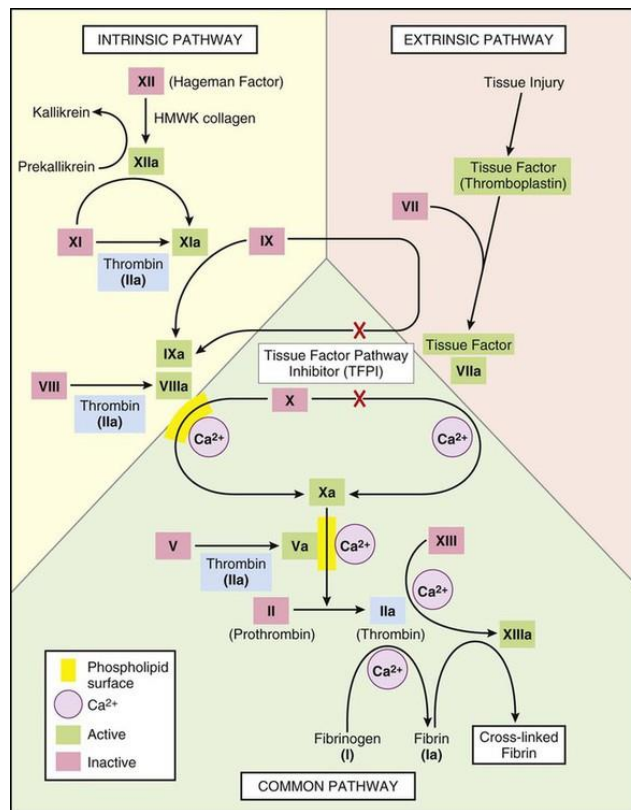 INTRINSIC PATHWAY
EXTRINSIC PATHWAY
XII (Hageman Factor)
Tissue Injury
Kallikrein
HMWK collagen
Prekallikrein
XIIa
Tissue Factor
(Thromboplastin)
VII
XI
XIa
IX
Thrombin
(IIa)
IXa
Tissue Factor
VIIa
Tissue Factor Pathway
Inhibitor (TFPI)
VIII
VIIIa
Thrombin
(IIa)
X
X
X
Ca2+
Ca2+
Xa
V
Va
Ca2+
XIII
Thrombin
(IIa)
Ca2+
II
IIa
(Prothrombin)
(Thrombin)
XIIIa
Ca2+
Phospholipid
surface
Ca2+
Active
Inactive
Fibrinogen
(I)
Fibrin
(Ia)
Cross-linked
Fibrin
COMMON PATHWAY